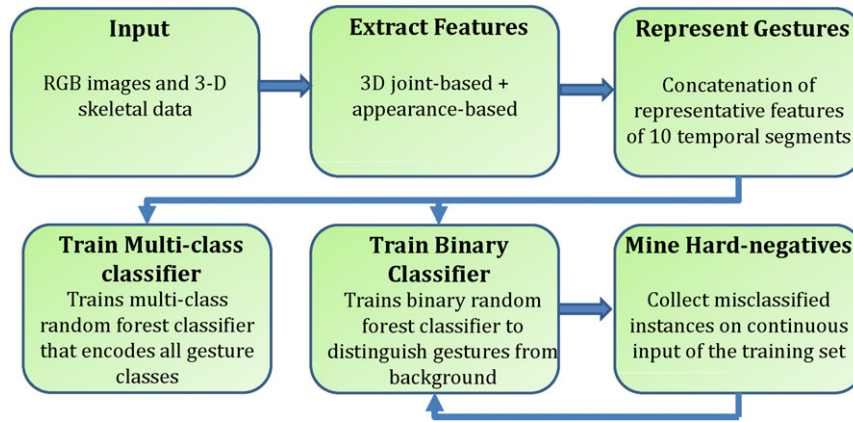 Input
RGB images and 3-D
skeletal data
Extract Features
3D joint-based +
appearance-based
Represent Gestures
Concatenation of
representative features
of 10 temporal segments
Train Multi-class
classifier
Trains multi-class
random forest classifier
that encodes all gesture
classes
Train Binary
Classifier
Trains binary random
forest classifier to
distinguish gestures from
background
Mine Hard-negatives
Collect misclassified
instances on continuous
input of the training set